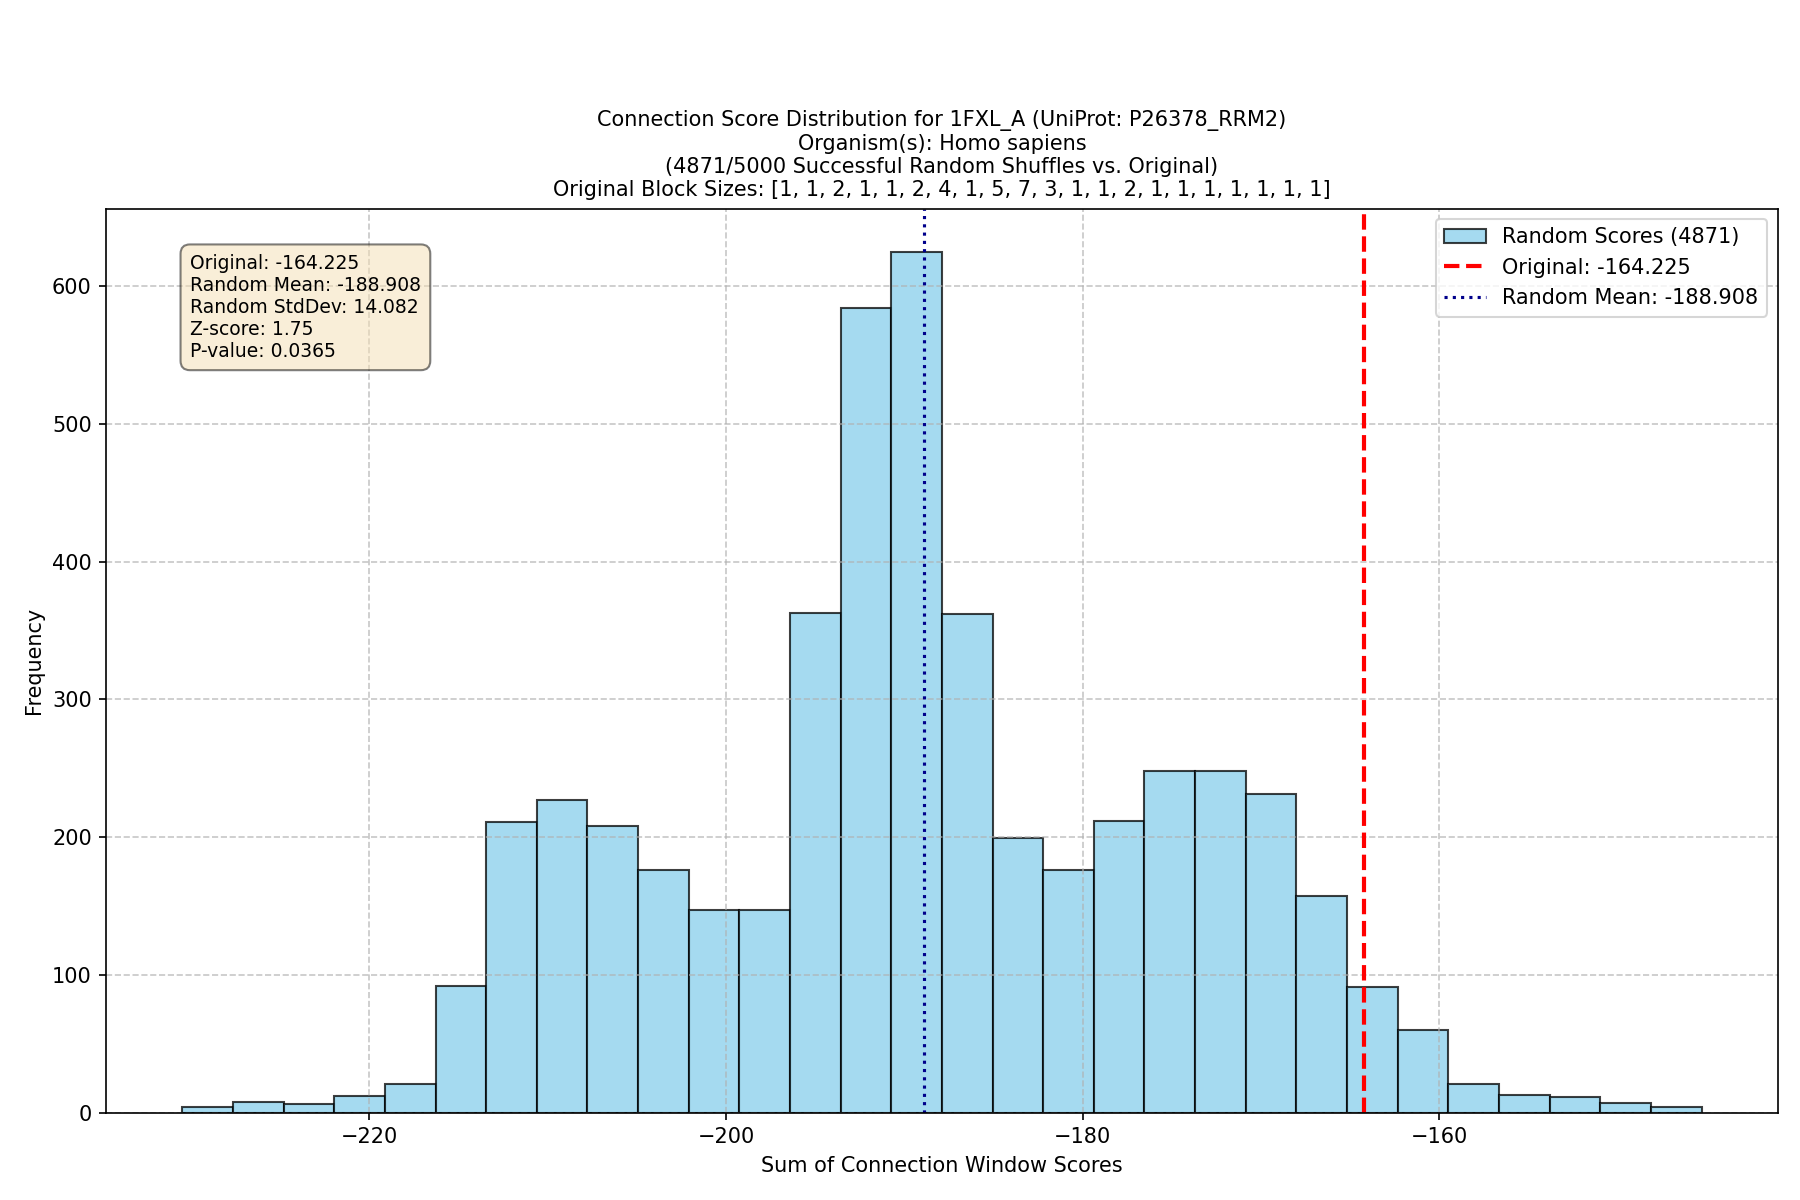 Connection Score Distribution for 1FXL_A (UniProt: P26378_RRM2)
Organism(s): Homo sapiens
(4871/5000 Successful Random Shuffles vs. Original)
Original Block Sizes: [1, 1, 2, 1, 1, 2, 4, 1, 5, 7, 3, 1, 1, 2, 1, 1, 1, 1, 1, 1, 1]
Original: -164.225
Random Mean: -188.908
Random StdDev: 14.082
Z-score: 1.75
P-value: 0.0365
Random Scores (4871)
Original: -164.225
Random Mean: -188.908
Frequency
600
500
400
300
200
100
0
−220
−200
−180
−160
Sum of Connection Window Scores